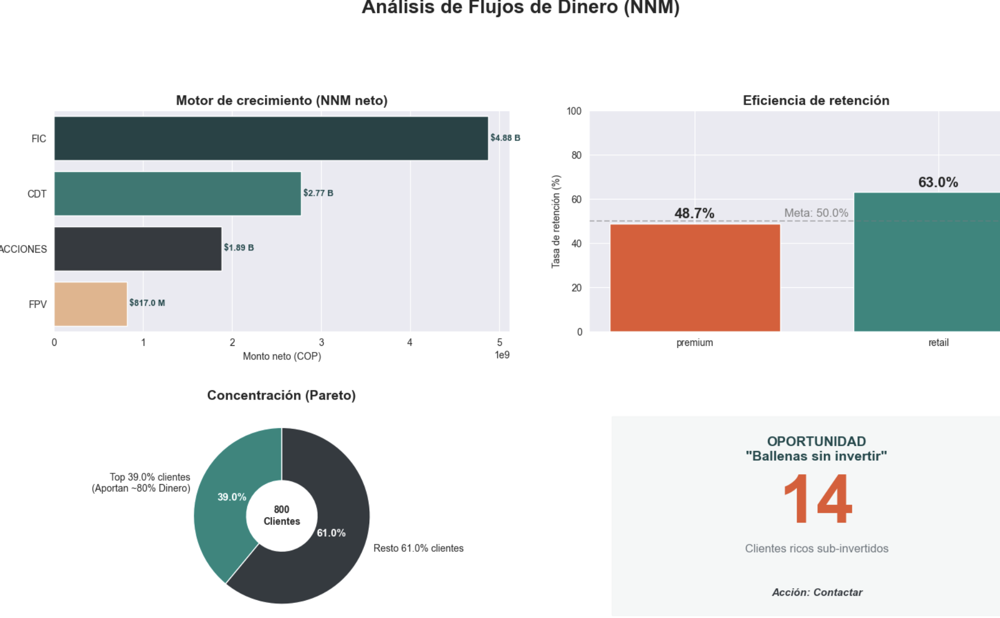 Análisis de Flujos de Dinero (NNM)
Motor de crecimiento (NNM neto)
FIC
$4.88 B
CDT
$2.77 B
ACCIONES
$1.89 B
FPV
$817.0 M
0 1 2 3 4 5
1e9
Monto neto (COP)
Eficiencia de retención
Tasa de retención (%)
100
80
60
40
20
0
48.7%
Meta: 50.0%
63.0%
premium retail
Concentración (Pareto)
Top 39.0% clientes
(Aportan ~80% Dinero)
39.0%
800
Clientes
61.0%
Resto 61.0% clientes
OPORTUNIDAD
"Ballenas sin invertir"
14
Clientes ricos sub-invertidos
Acción: Contactar